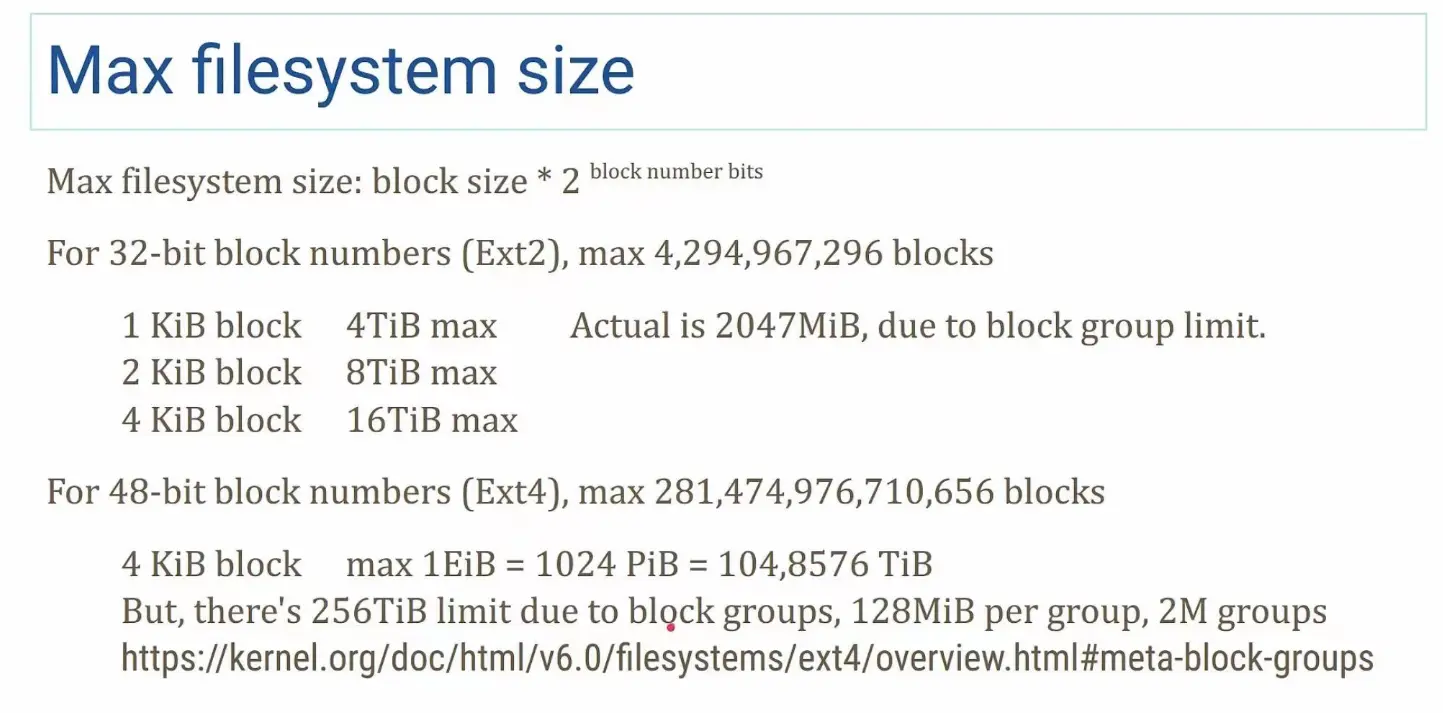 Max filesystem size
Max filesystem size: block size * 2 block number bits
For 32-bit block numbers (Ext2), max 4,294,967,296 blocks
1 KiB block 4TiB max Actual is 2047MiB, due to block group limit.
2 KiB block 8TiB max
4 KiB block 16TiB max
For 48-bit block numbers (Ext4), max 281,474,976,710,656 blocks
4 KiB block max 1EiB = 1024 PiB = 104,8576 TiB
But, there's 256TiB limit due to block groups, 128MiB per group, 2M groups
https://kernel.org/doc/html/v6.0/filesystems/ext4/overview.html#meta-block-groups